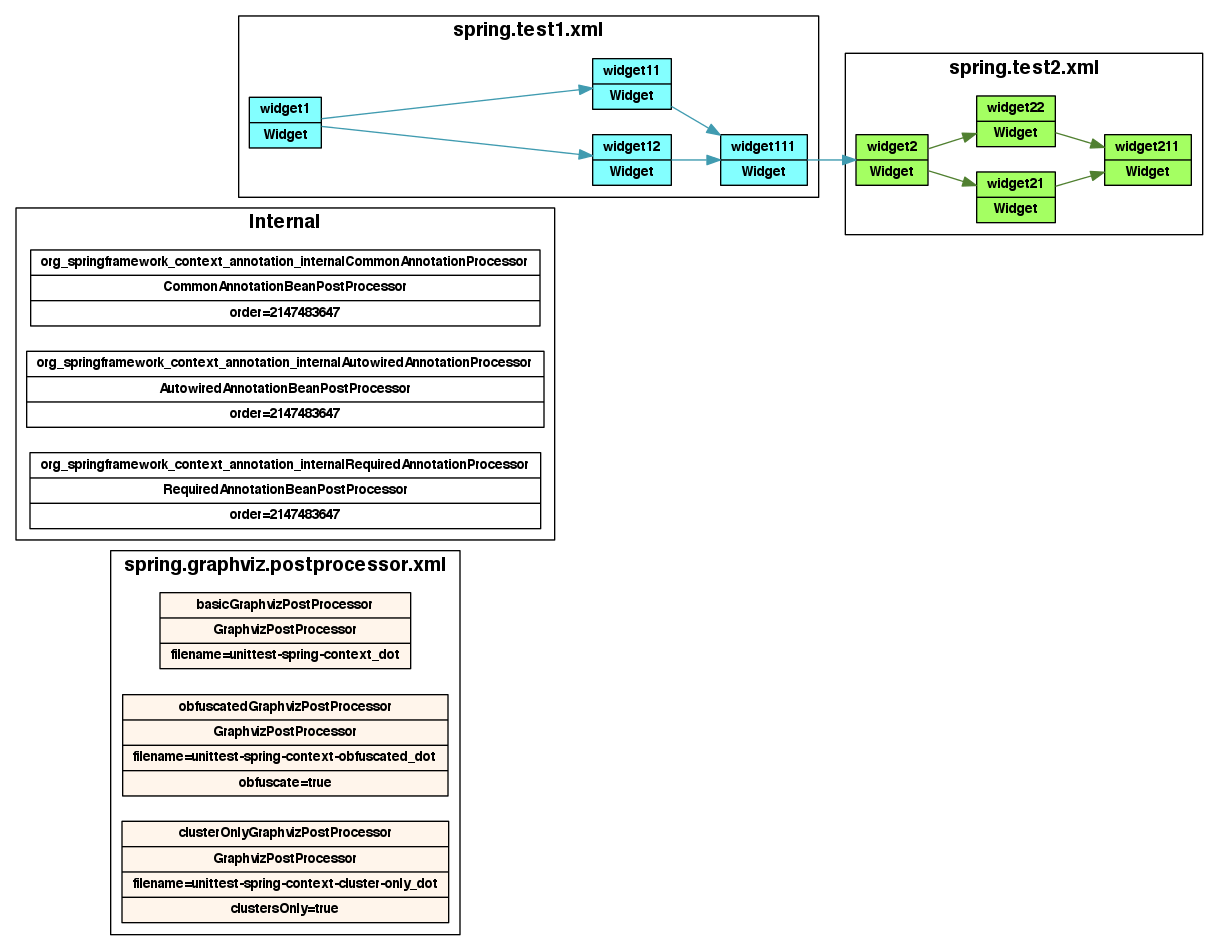 spring.test1.xml
widget1
Widget
widget11
Widget
widget12
Widget
widget111
Widget
spring.test2.xml
widget2
Widget
widget22
Widget
widget21
Widget
widget211
Widget
Internal
org_springframework_context_annotation_internalCommonAnnotationProcessor
CommonAnnotationBeanPostProcessor
order=2147483647
org_springframework_context_annotation_internalAutowiredAnnotationProcessor
AutowiredAnnotationBeanPostProcessor
order=2147483647
org_springframework_context_annotation_internalRequiredAnnotationProcessor
RequiredAnnotationBeanPostProcessor
order=2147483647
spring.graphviz.postprocessor.xml
basicGraphvizPostProcessor
GraphvizPostProcessor
filename=unittest-spring-context_dot
obfuscatedGraphvizPostProcessor
GraphvizPostProcessor
filename=unittest-spring-context-obfuscated_dot
obfuscate=true
clusterOnlyGraphvizPostProcessor
GraphvizPostProcessor
filename=unittest-spring-context-cluster-only_dot
clustersOnly=true